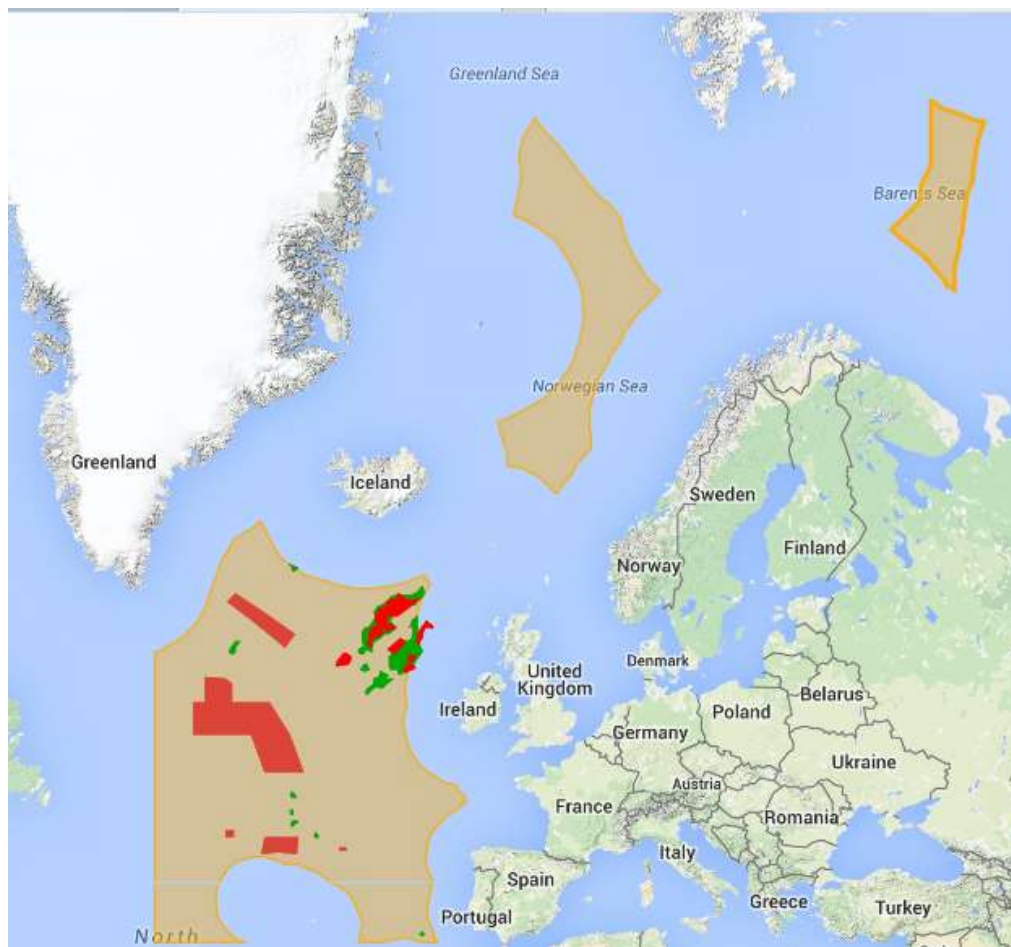 Greenland Sea
Barents Sea
Norwegian Sea
Greenland
Iceland
Sweden
Finland
Norway
United
Kingdom
Denmark
Ireland
Belarus
Poland
Germany
Ukraine
Austria
France
Romania
Italy
Spain
Greece
Turkey
Portugal
North